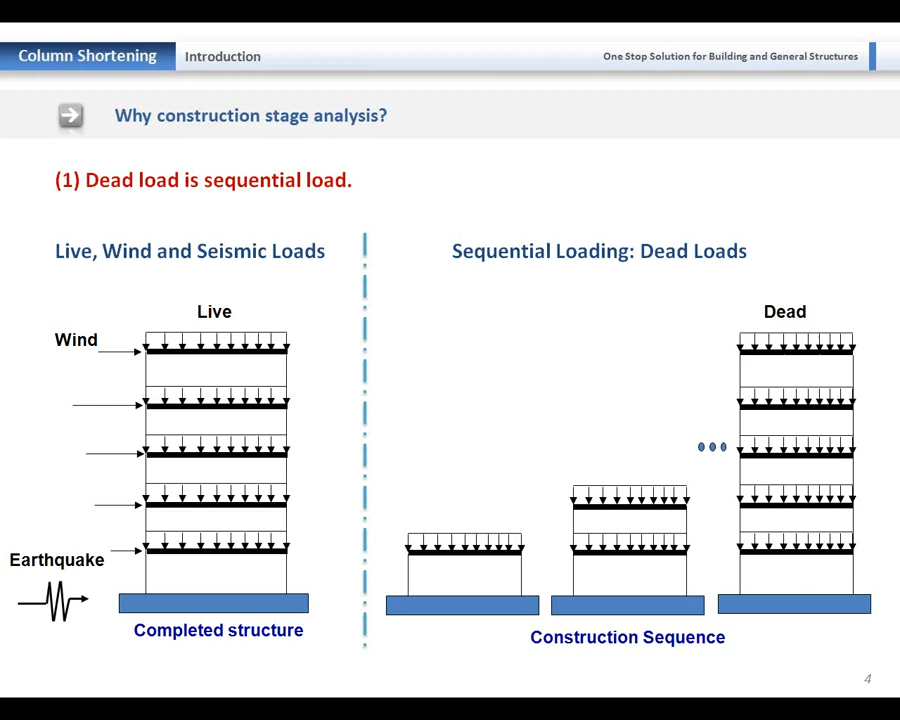 Column Shortening
Introduction
One Stop Solution for Building and General Structures
Why construction stage analysis?
(1) Dead load is sequential load.
Live, Wind and Seismic Loads
Sequential Loading: Dead Loads
Live
Wind
Dead
Earthquake
Completed structure
Construction Sequence
4